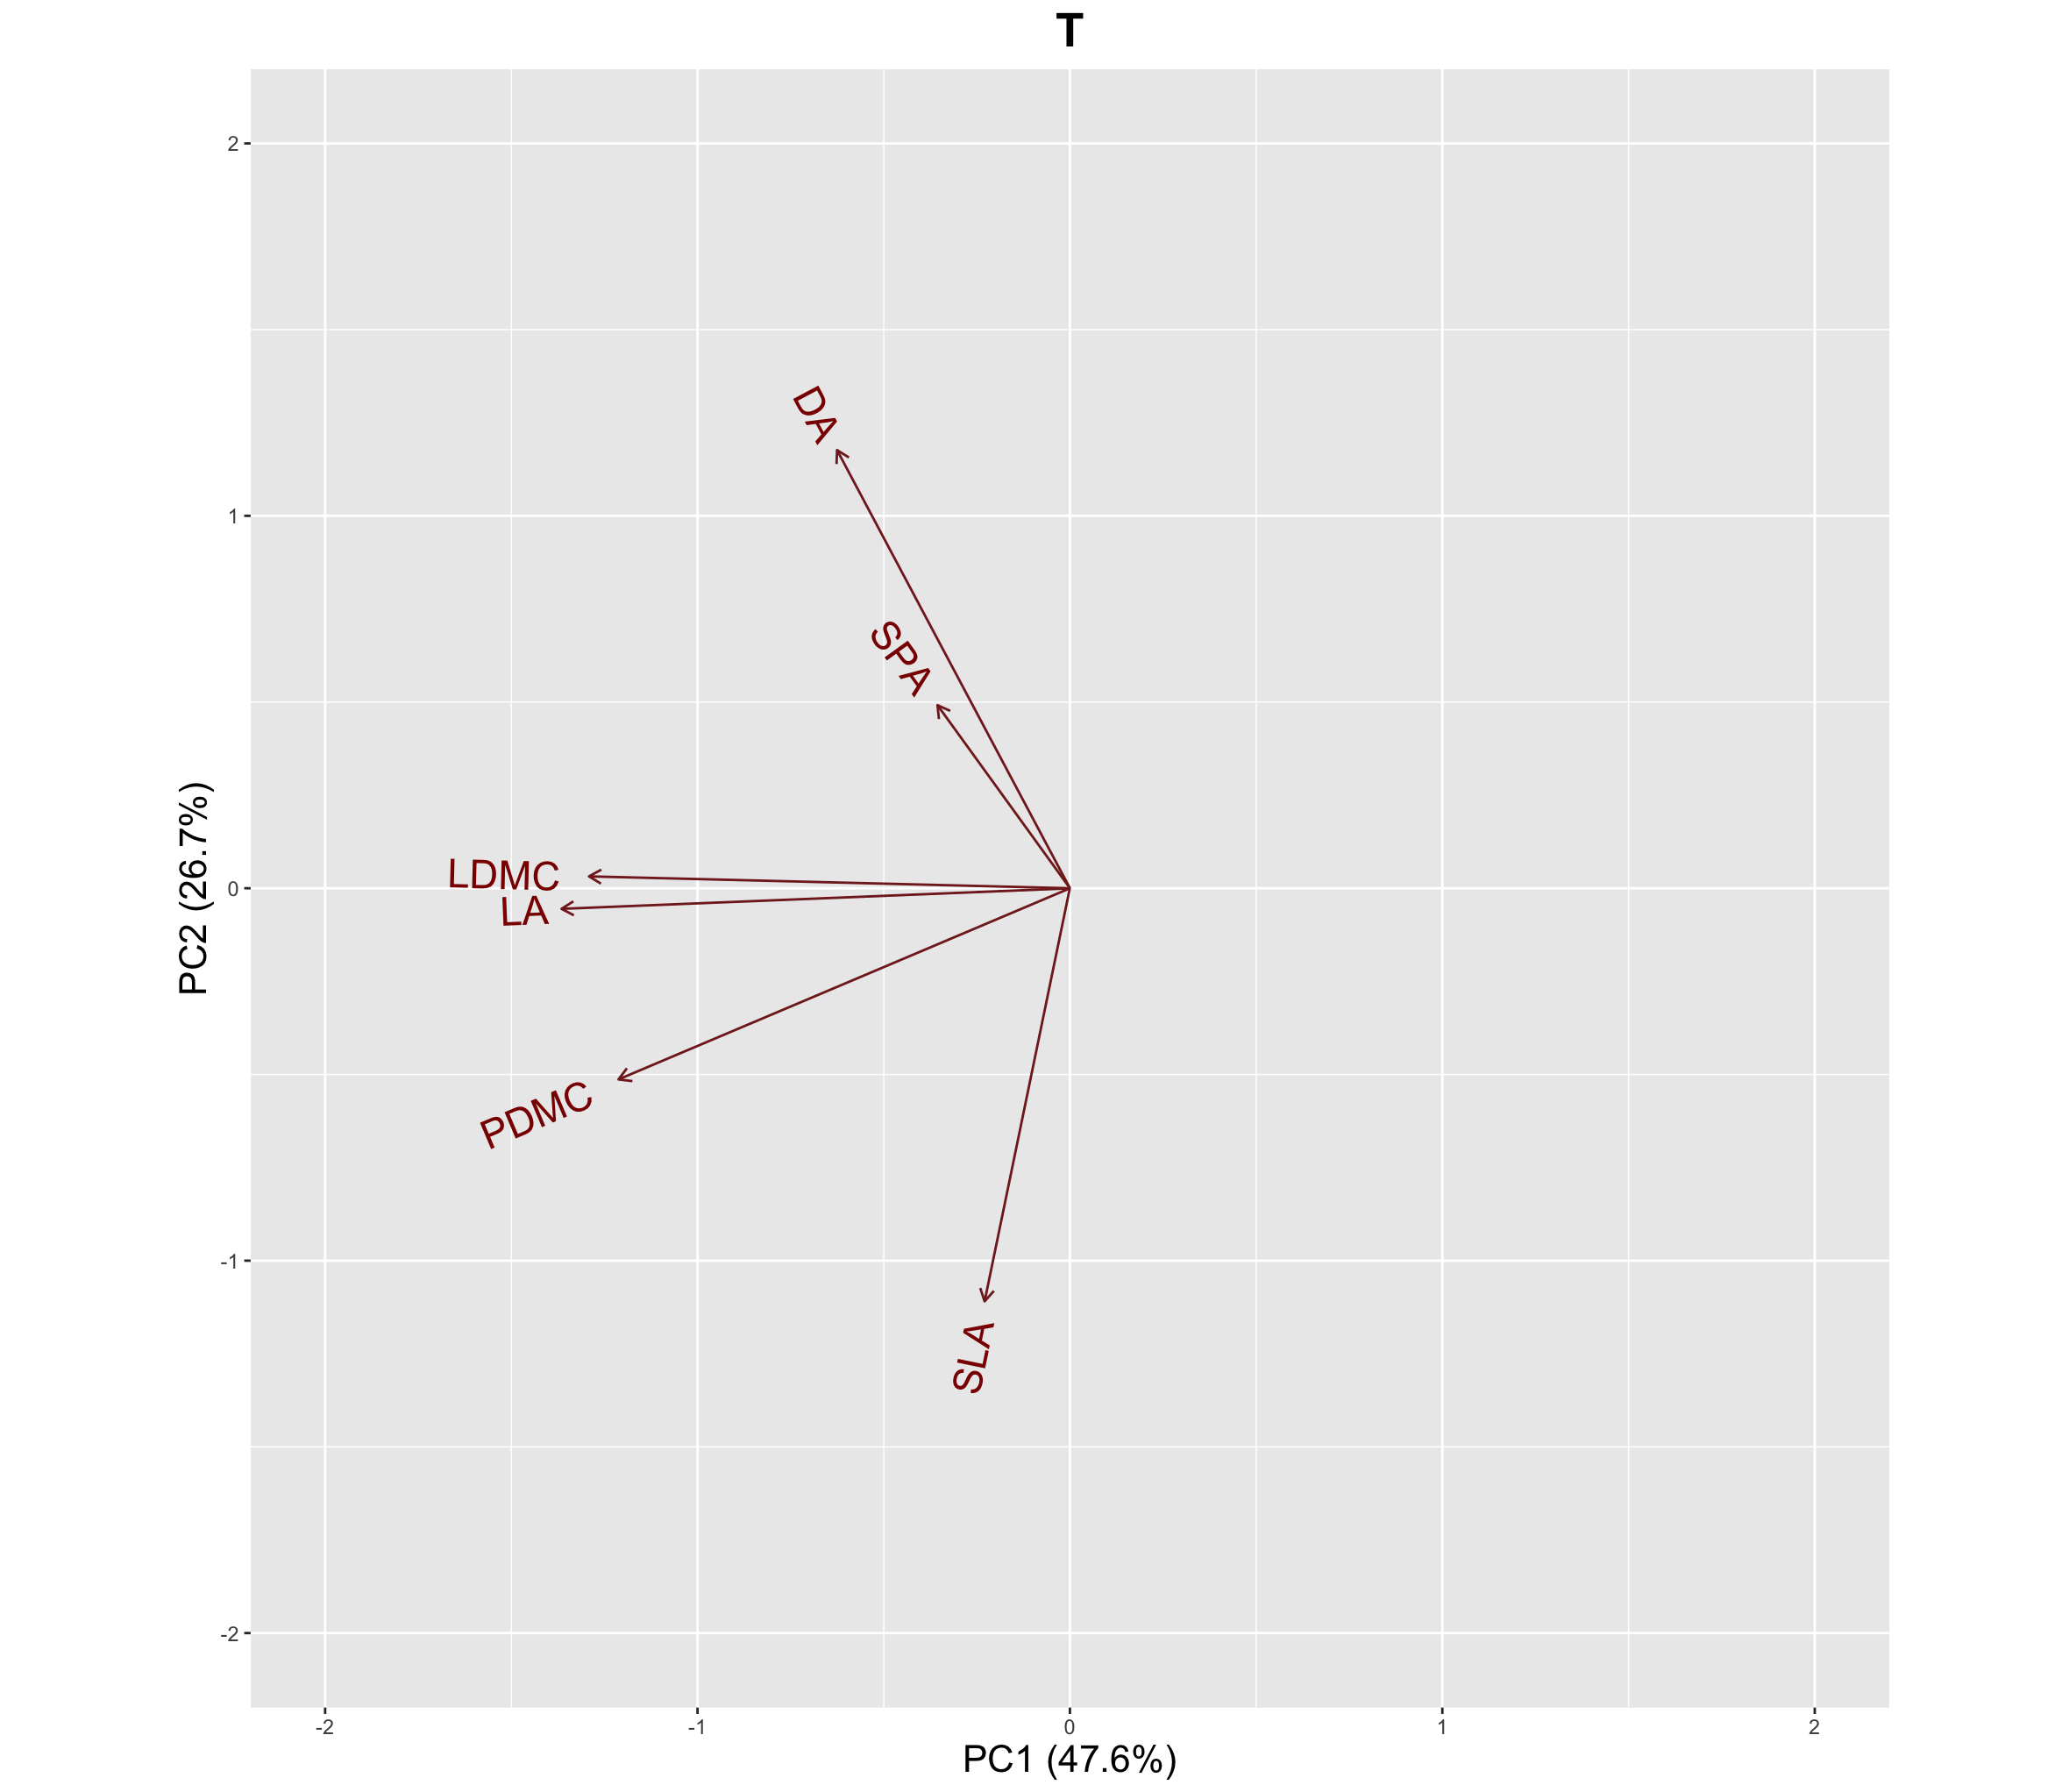 T
2
1
0
-1
-2
PC2 (26.7%)
DA
SPA
LDMC
LA
PDMC
SLA
-2
-1
0
1
2
PC1 (47.6%)